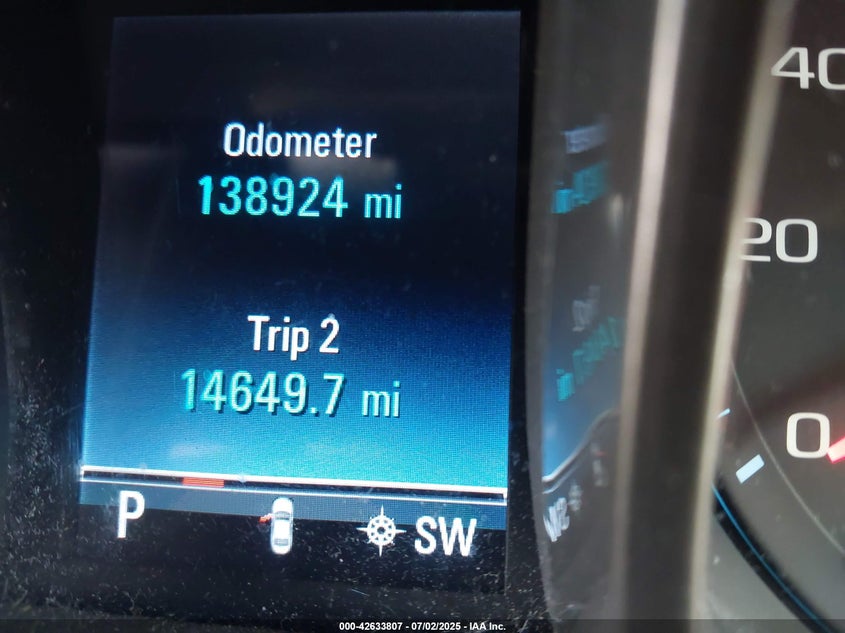 Odometer
138924 mi
Trip 2
14649.7 mi
P
SW
40
20
0
000-42633807 - 07/02/2025 - IAA Inc.